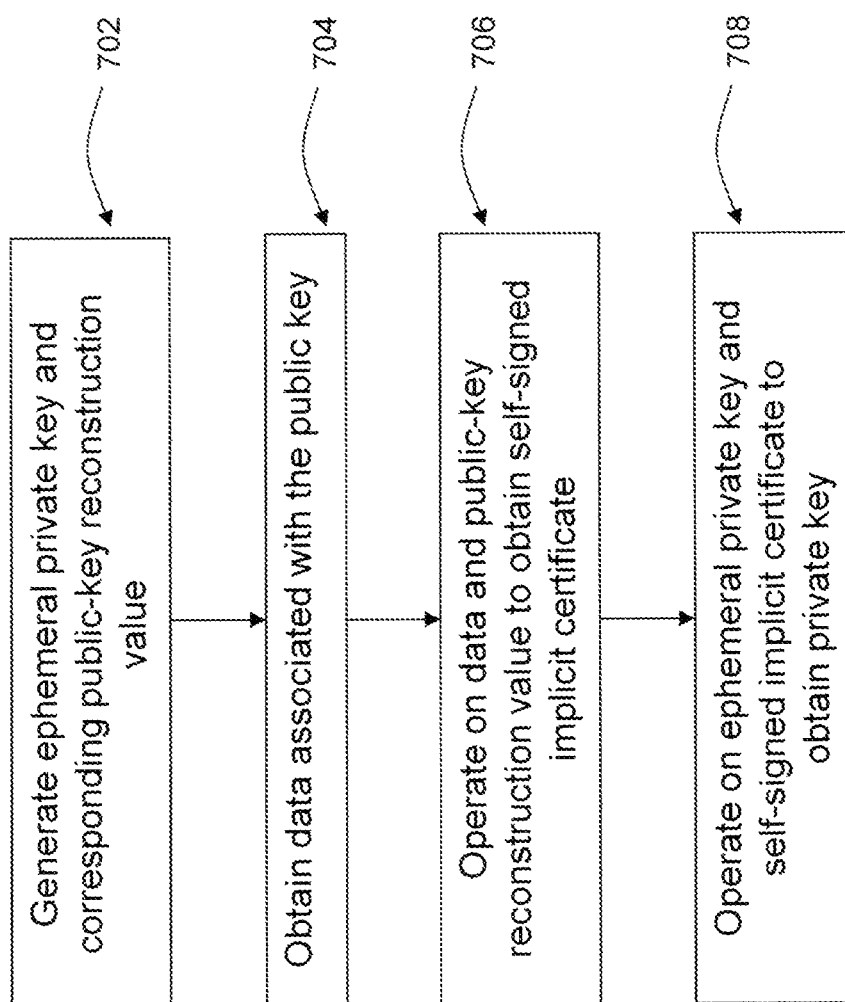 Generate ephemeral private key and
corresponding public-key reconstruction
value
702
Obtain data associated with the public key
704
Operate on data and public-key
reconstruction value to obtain self-signed
implicit certificate
706
Operate on ephemeral private key and
self-signed implicit certificate to
obtain private key
708